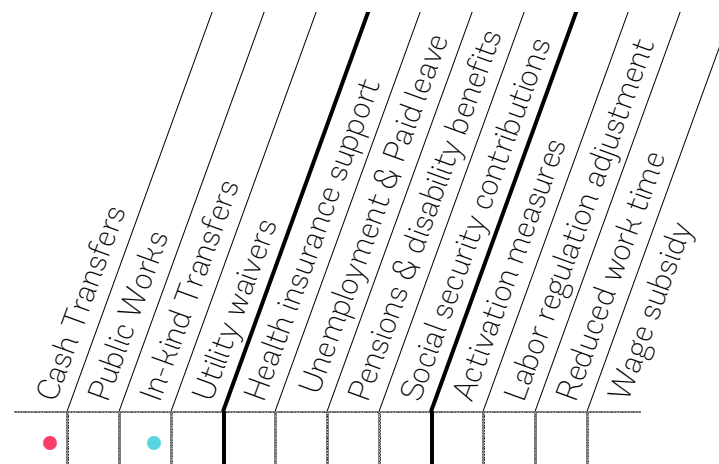 Cash Transfers
Public Works
In-kind Transfers
Utility waivers
Health insurance support
Unemployment & Paid leave
Pensions & disability benefits
Social security contributions
Activation measures
Labor regulation adjustment
Reduced work time
Wage subsidy